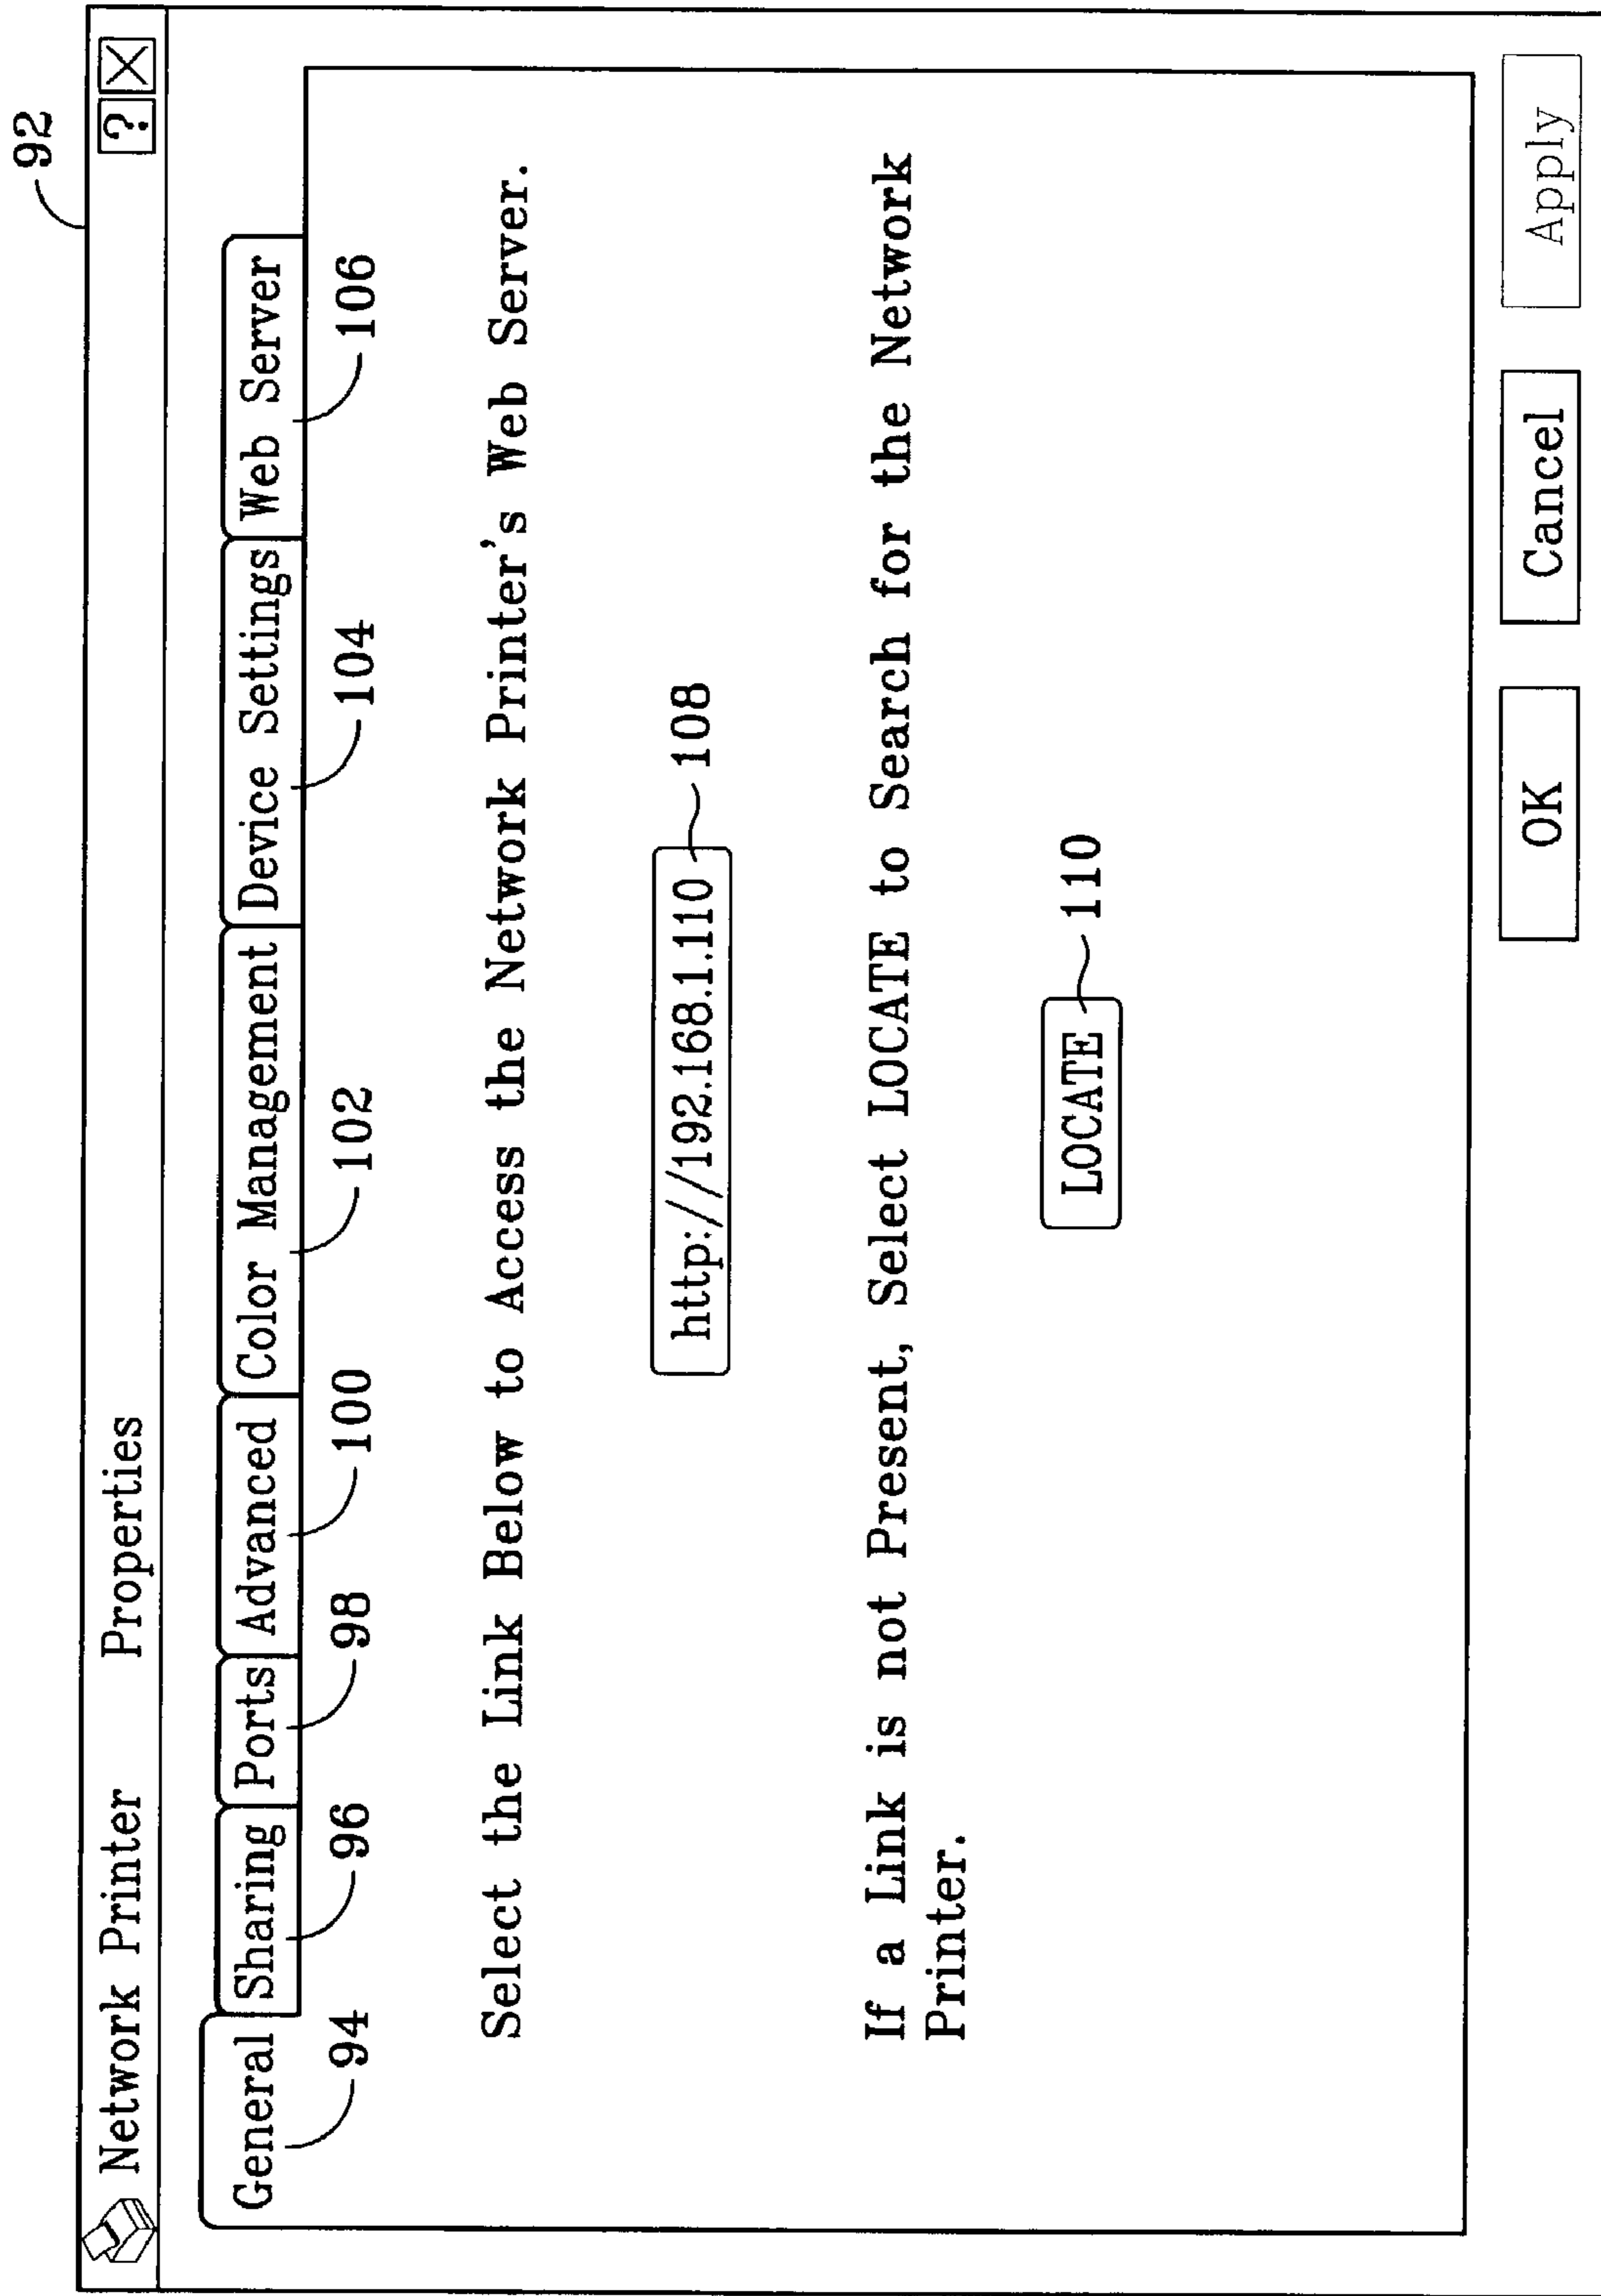 92
Network Printer Properties ? X
General Sharing Ports Advanced Color Management Device Settings Web Server
94 96 98 100 102 104 106
Select the Link Below to Access the Network Printer's Web Server.
http://192.168.1.110 108
If a Link is not Present, Select LOCATE to Search for the Network
Printer.
LOCATE 110
OK Cancel Apply